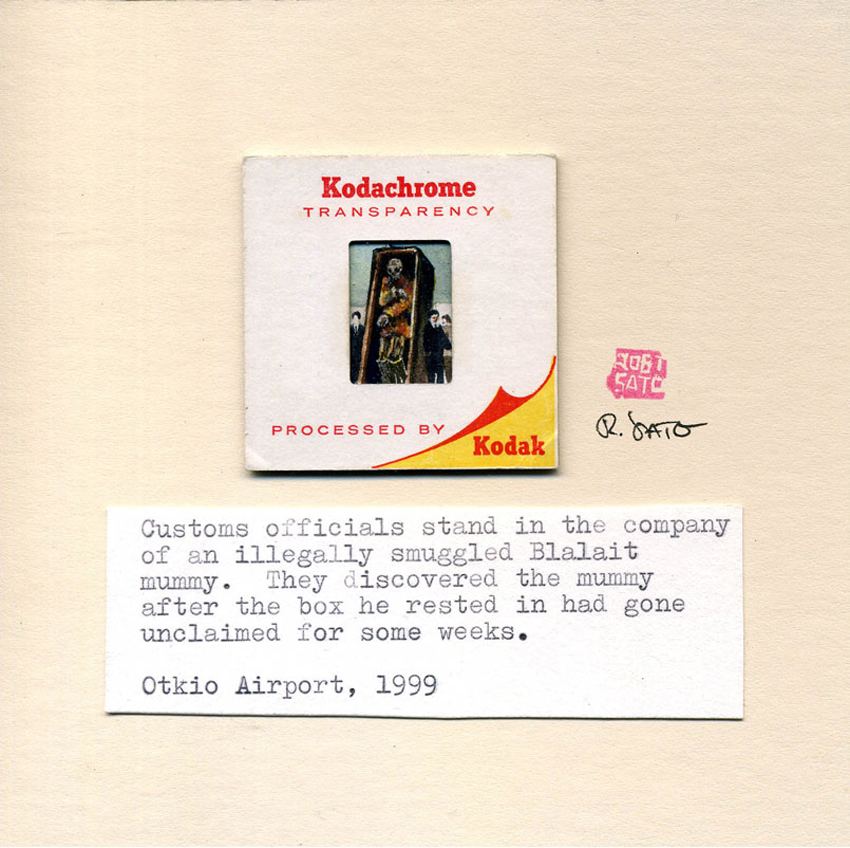 Kodachrome
TRANSPARENCY
PROCESSED BY
Kodak
ROBT
SATO
R. SATO
Customs officials stand in the company
of an illegally smuggled Blalait
mummy.  They discovered the mummy
after the box he rested in had gone
unclaimed for some weeks.
Otkio Airport, 1999